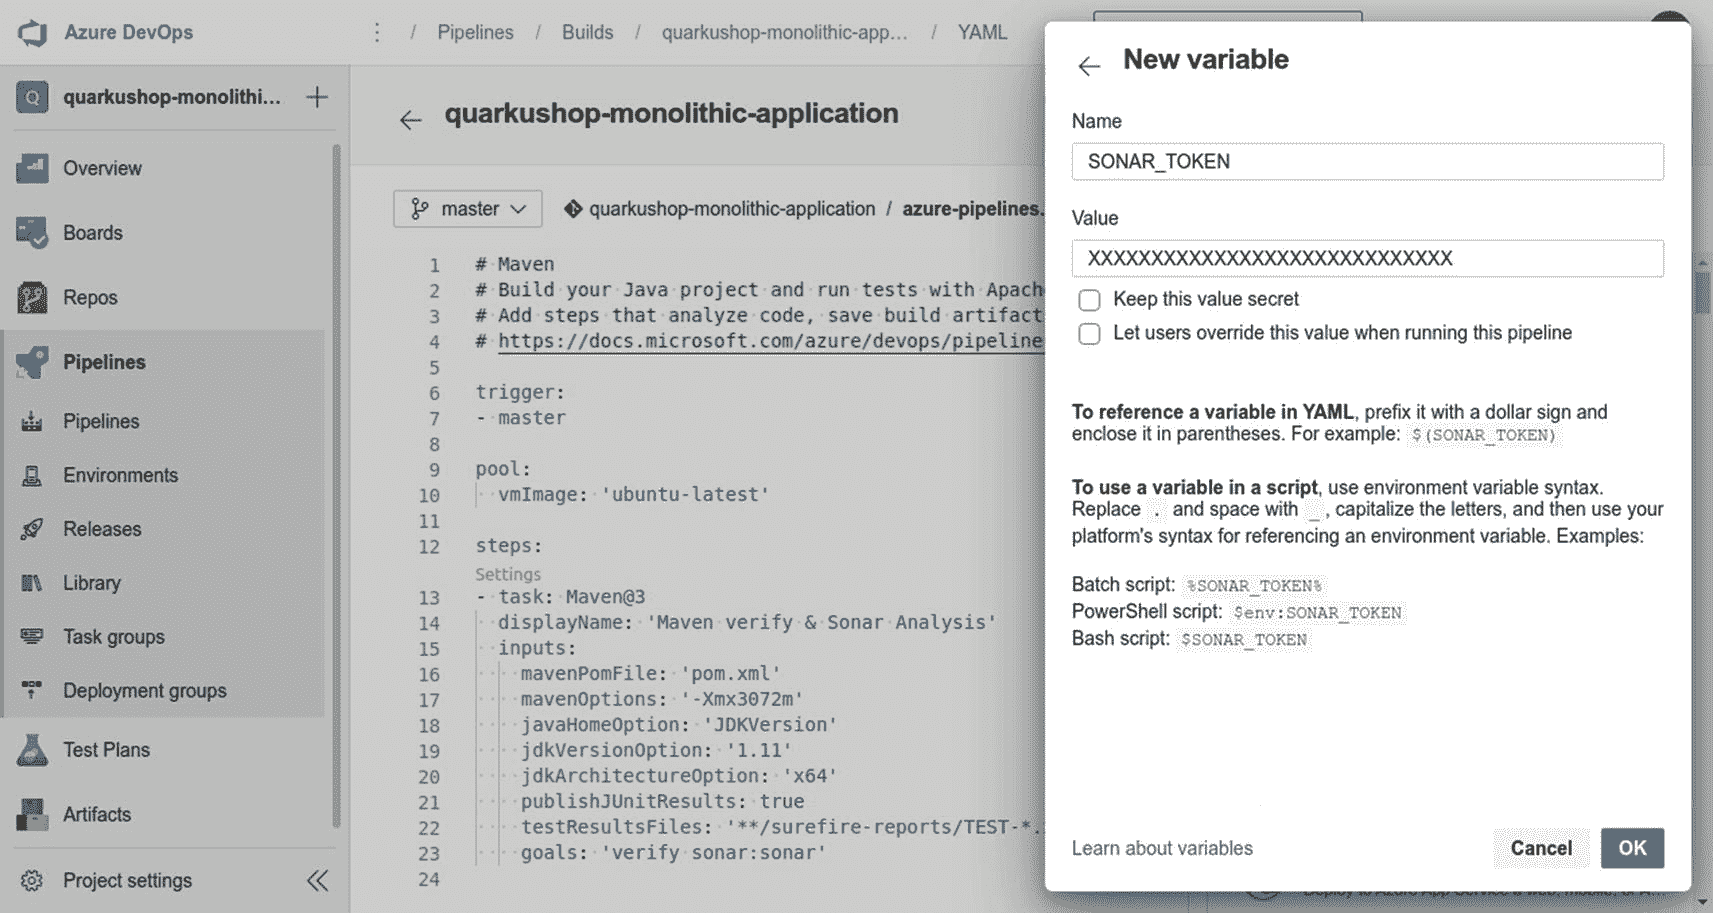 Azure DevOps
/ Pipelines / Builds / quarkushop-monolithic-app... / YAML
Q quarkushop-monolithi... +
Overview
Boards
Repos
Pipelines
Pipelines
Environments
Releases
Library
Task groups
Deployment groups
Test Plans
Artifacts
Project settings
quarkushop-monolithic-application
master
quarkushop-monolithic-application / azure-pipelines.
1 # Maven
2 # Build your Java project and run tests with Apach
3 # Add steps that analyze code, save build artifact
4 # https://docs.microsoft.com/azure/devops/pipeline
5
6 trigger:
7 - master
8
9 pool:
10 vmImage: 'ubuntu-latest'
11
12 steps:
Settings
13 - task: Maven@3
14 displayName: 'Maven verify & Sonar Analysis'
15 inputs:
16 mavenPomFile: 'pom.xml'
17 mavenOptions: '-Xmx3072m'
18 javaHomeOption: 'JDKVersion'
19 jdkVersionOption: '1.11'
20 jdkArchitectureOption: 'x64'
21 publishJUnitResults: true
22 testResultsFiles: '**/surefire-reports/TEST-*.
23 goals: 'verify sonar:sonar'
24
New variable
Name
SONAR_TOKEN
Value
XXXXXXXXXXXXXXXXXXXXXXXXXXXXX
Keep this value secret
Let users override this value when running this pipeline
To reference a variable in YAML, prefix it with a dollar sign and
enclose it in parentheses. For example: $(SONAR_TOKEN)
To use a variable in a script, use environment variable syntax.
Replace . and space with _, capitalize the letters, and then use your
platform's syntax for referencing an environment variable. Examples:
Batch script: %SONAR_TOKEN%
PowerShell script: $env:SONAR_TOKEN
Bash script: $SONAR_TOKEN
Learn about variables
Cancel
OK
Deploy to Azure App Service a web, mobile, or A...